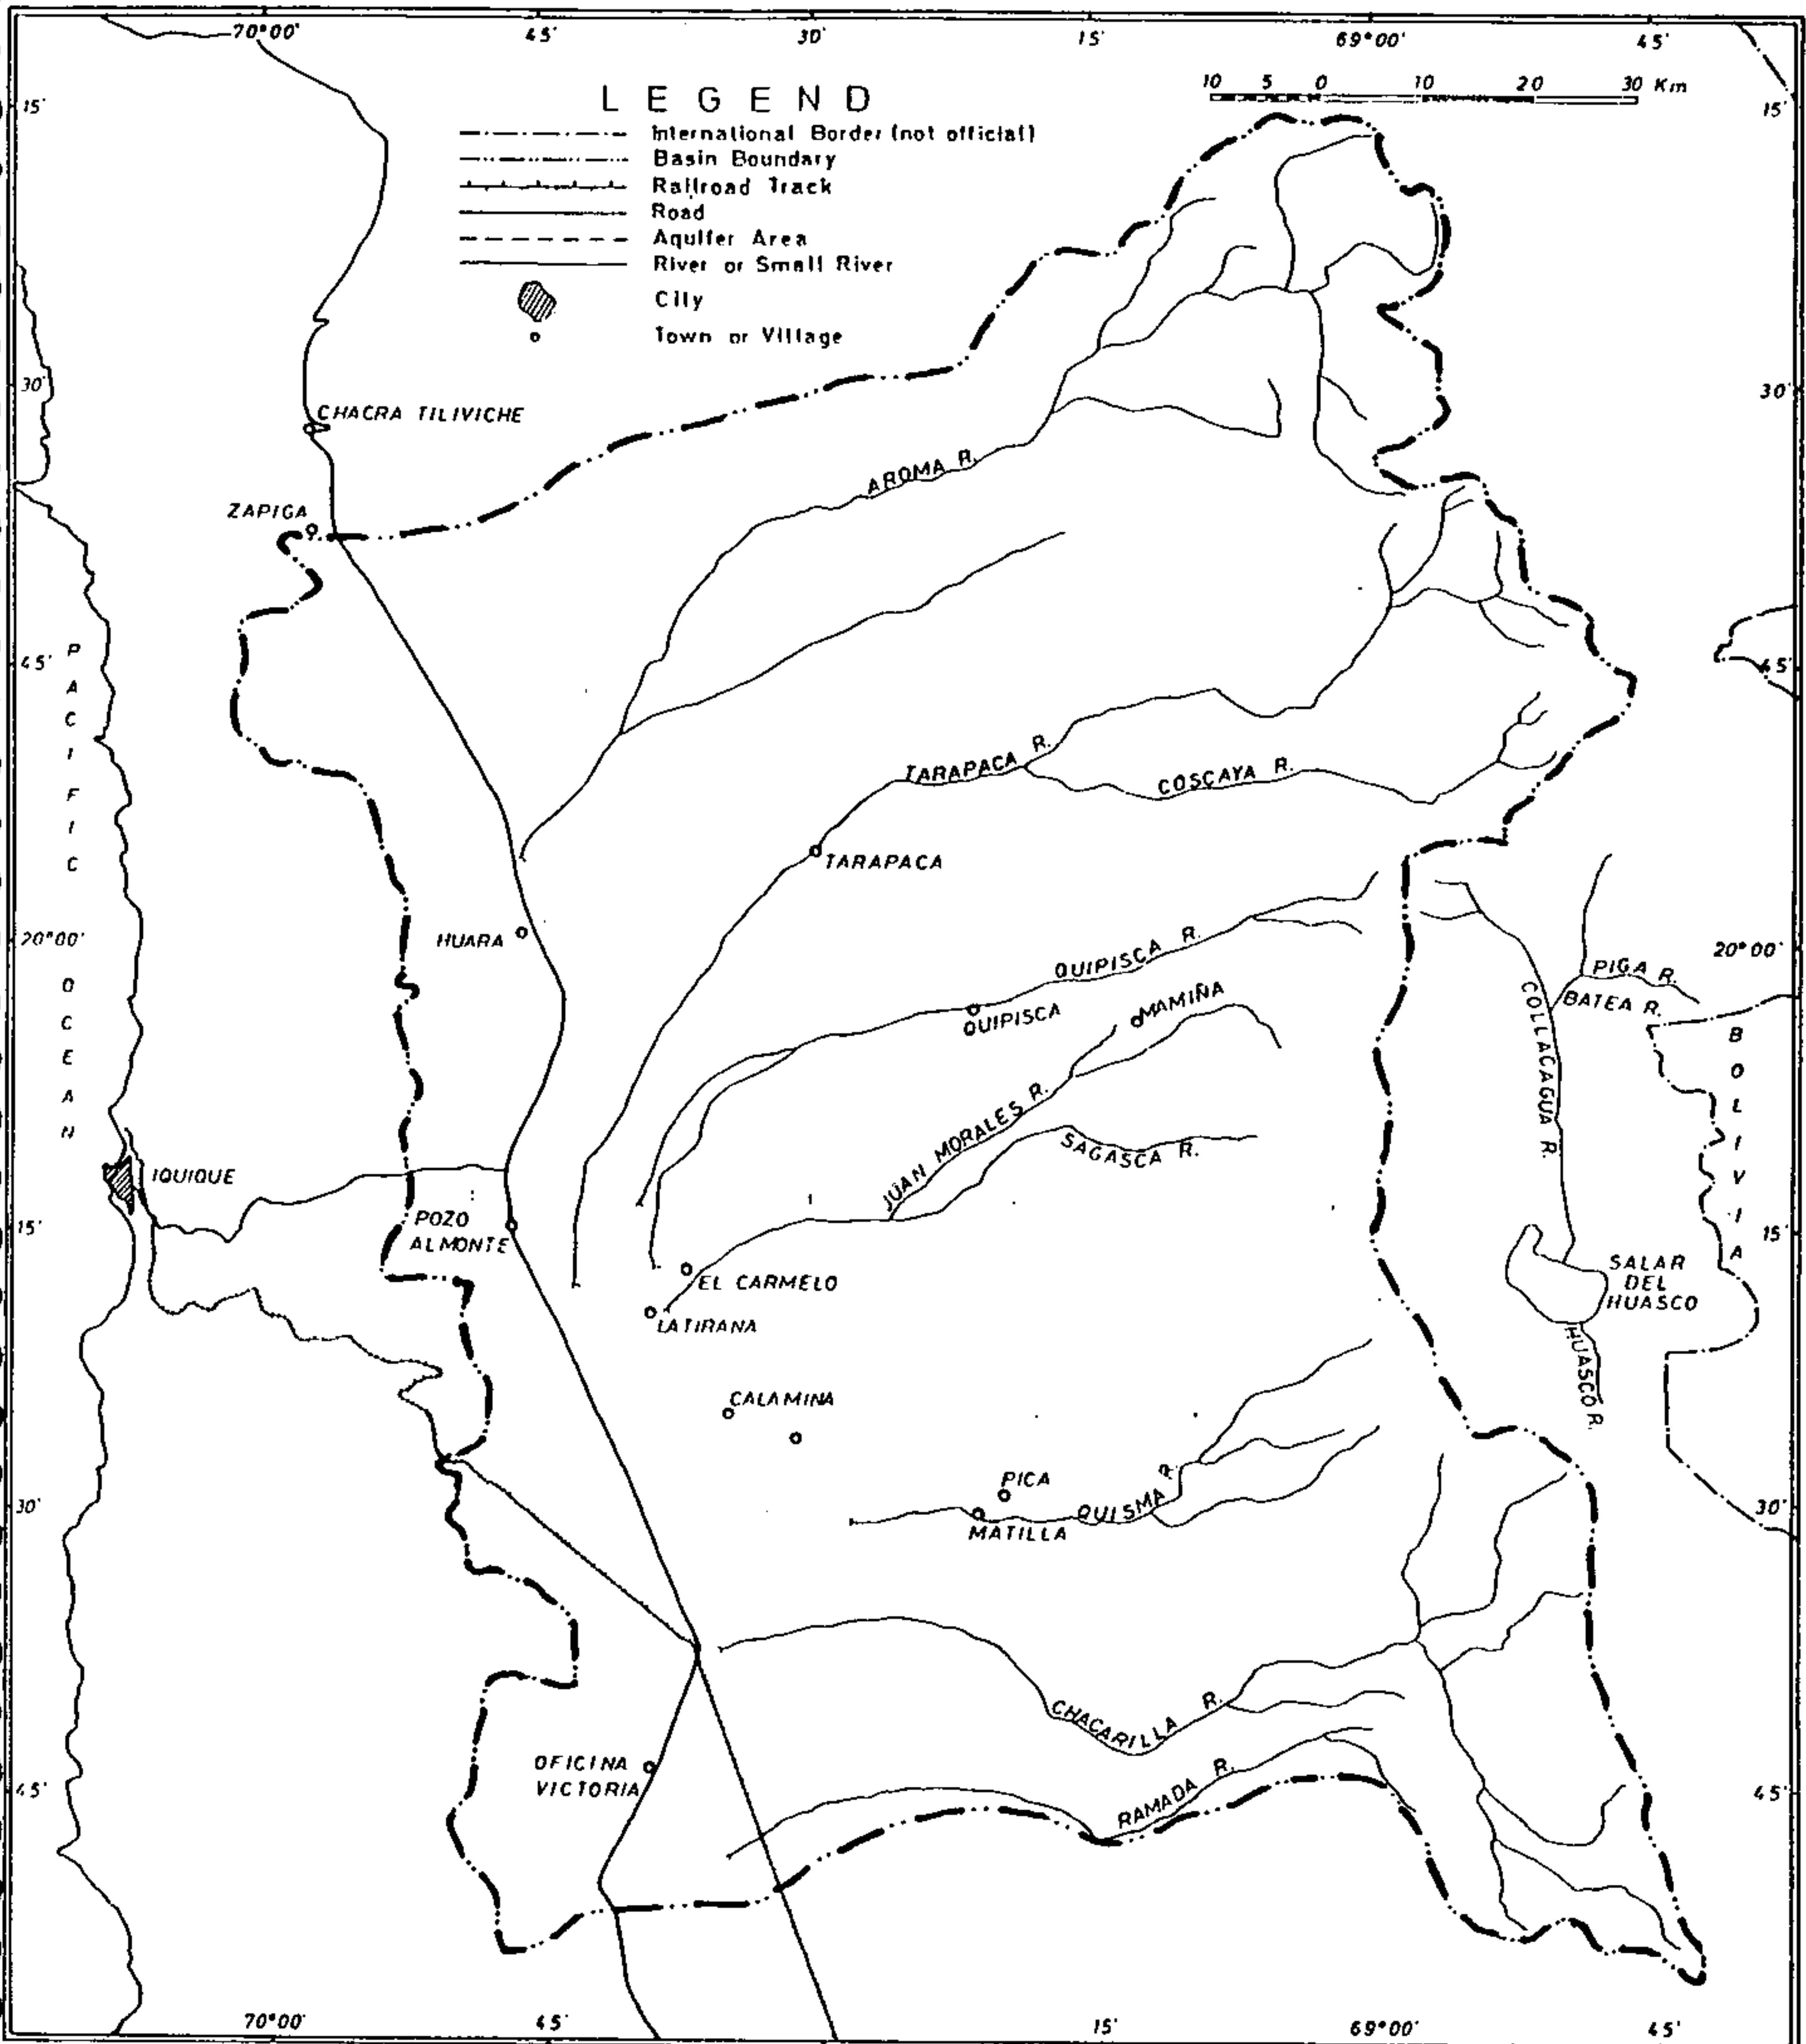 70°00'
45'
30'
15'
69°00'
45'
15'
LEGEND
International Border (not official)
Basin Boundary
Railroad Track
Road
Aquifer Area
River or Small River
City
Town or Village
10 5 0 10 20 30 Km
15'
30'
30'
CHACRA TILIVICHE
AROMA R.
ZAPIGA
45'
45'
PACIFIC OCEAN
TARAPACA R.
COSCAYA R.
TARAPACA
HUARA
20°00'
20°00'
QUIPISCA R.
QUIPISCA
MAMIÑA
PIGA R.
BATEA R.
COLLACAGUA R.
BOLIVIA
JUAN MORALES R.
SAGASCA R.
IQUIQUE
15'
15'
POZO
ALMONTE
EL CARMELO
LA TIRANA
SALAR
DEL
HUASCO
HUASCO R.
CALAMINA
PICA
QUISMA R.
MATILLA
30'
30'
CHACARILLA R.
OFICINA
VICTORIA
RAMADA R.
45'
45'
70°00'
45'
15'
69°00'
45'